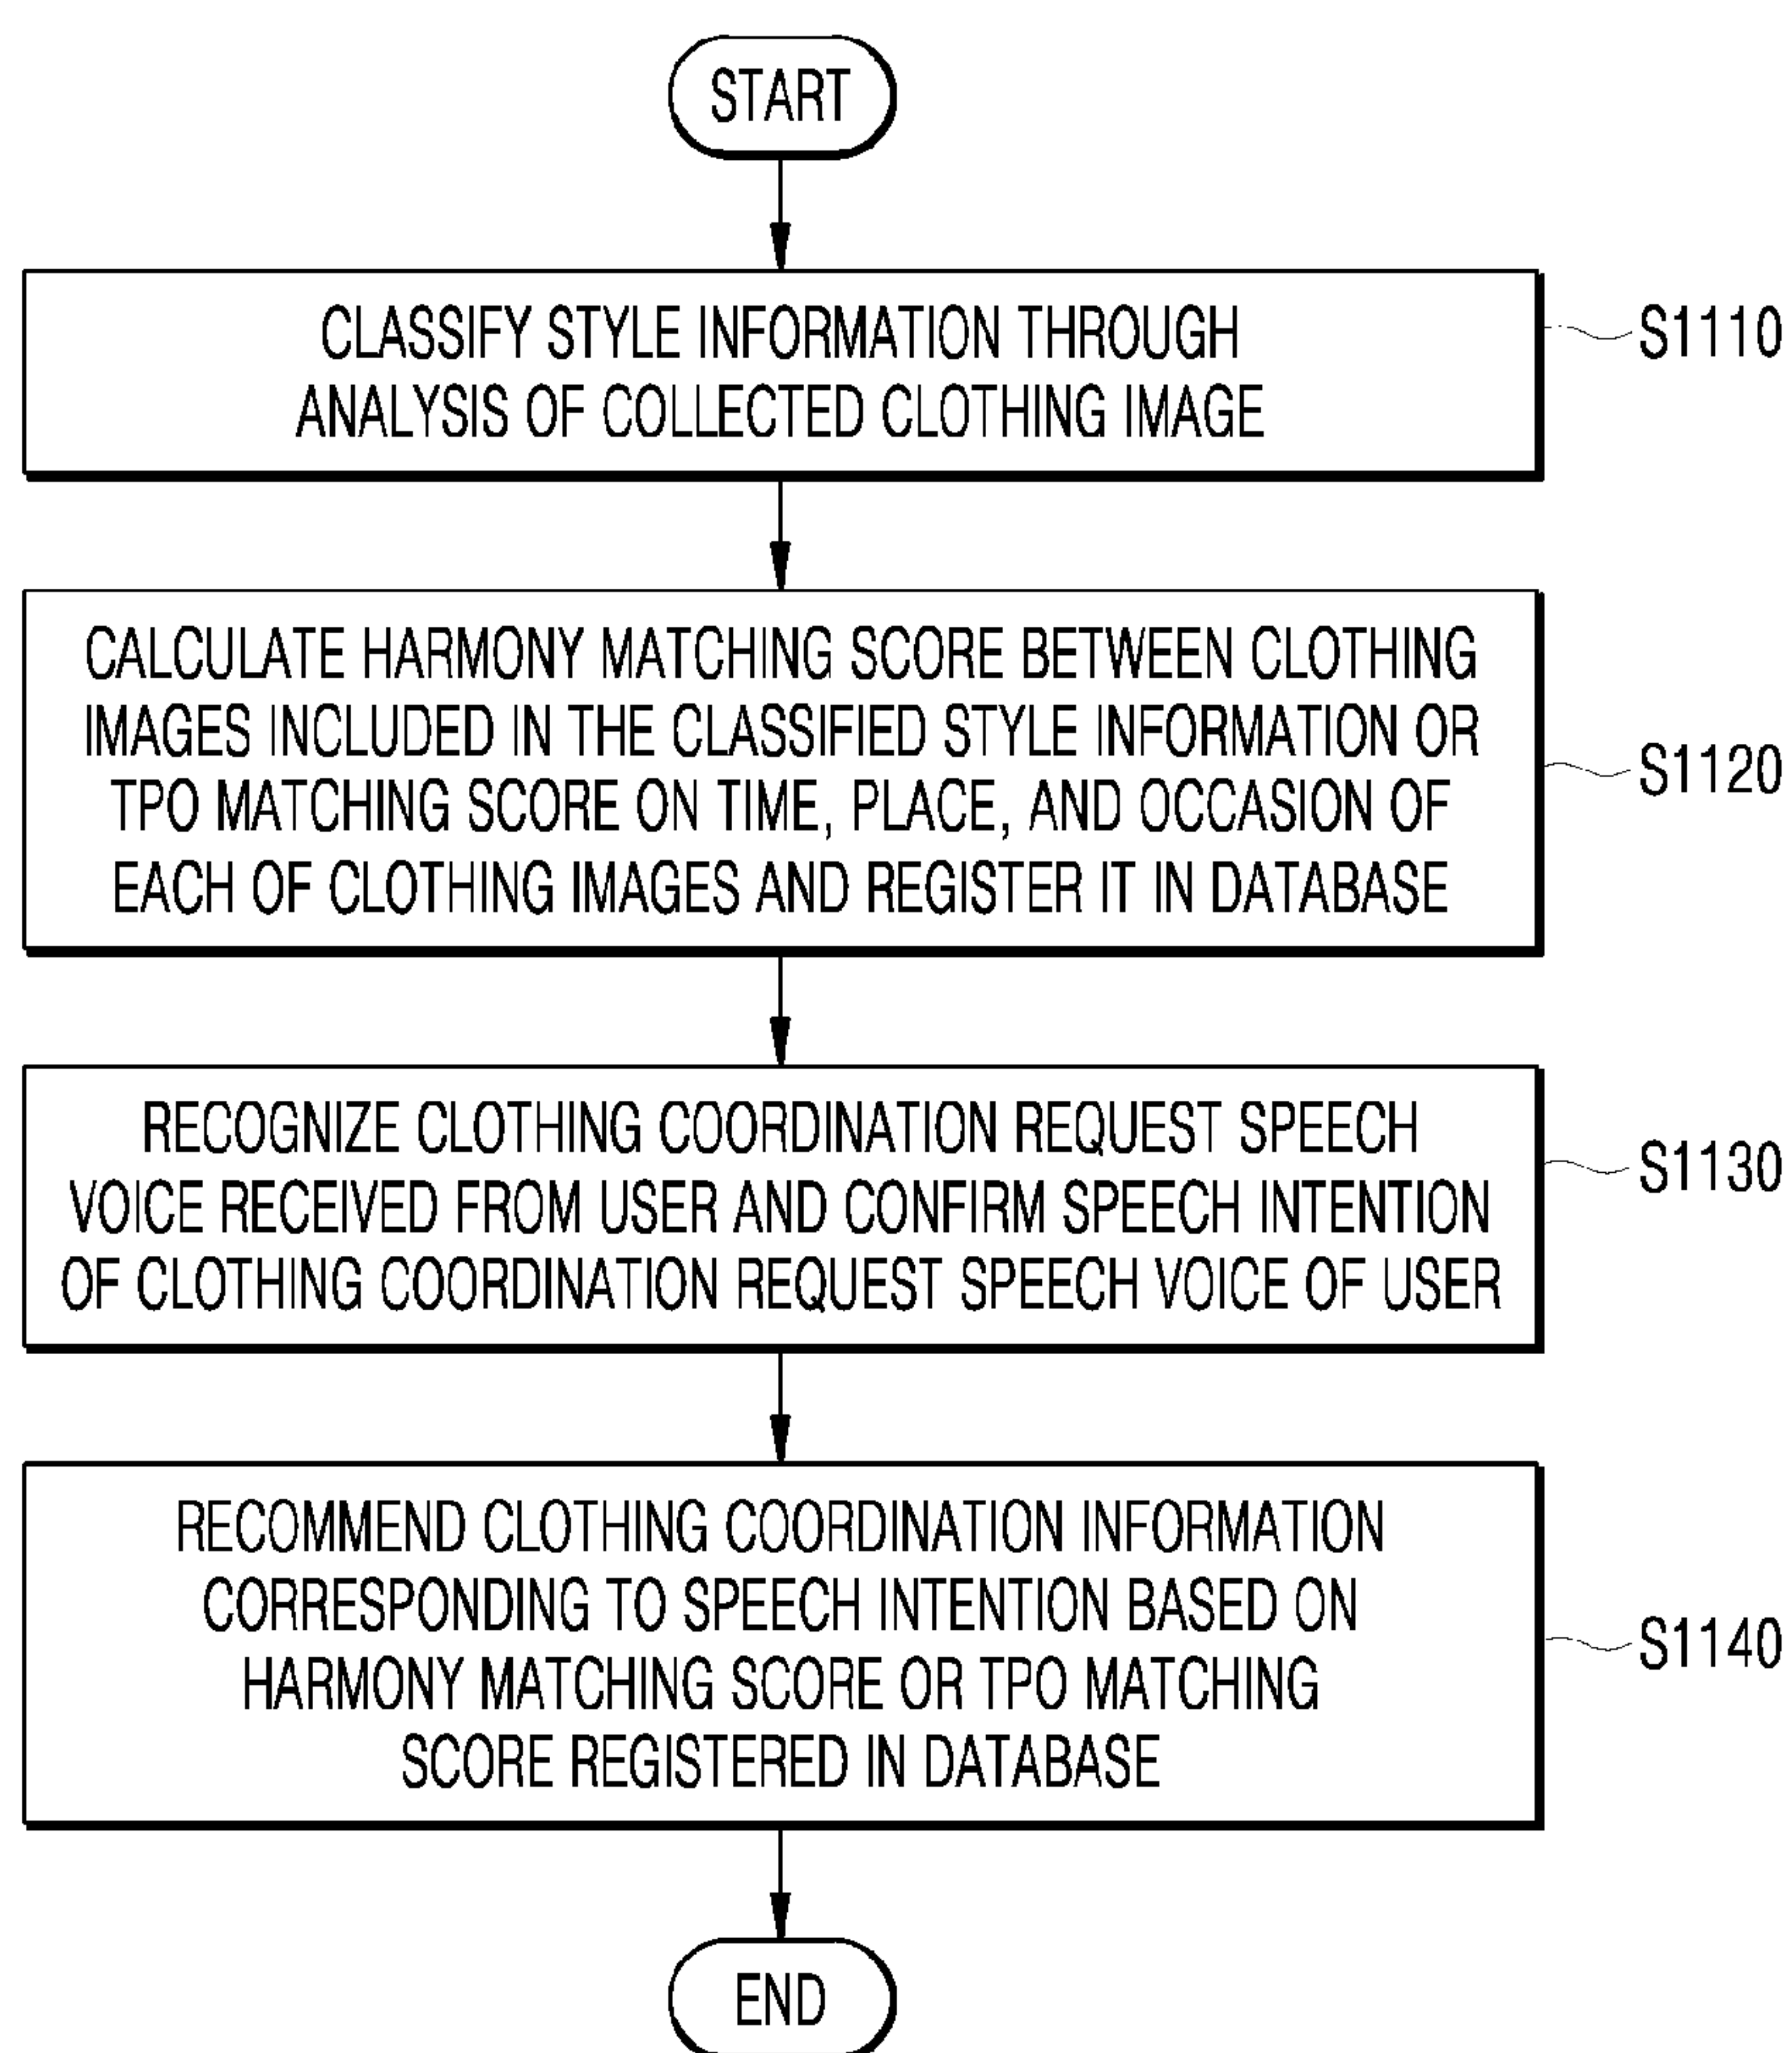 START
CLASSIFY STYLE INFORMATION THROUGH
ANALYSIS OF COLLECTED CLOTHING IMAGE
S1110
CALCULATE HARMONY MATCHING SCORE BETWEEN CLOTHING
IMAGES INCLUDED IN THE CLASSIFIED STYLE INFORMATION OR
TPO MATCHING SCORE ON TIME, PLACE, AND OCCASION OF
EACH OF CLOTHING IMAGES AND REGISTER IT IN DATABASE
S1120
RECOGNIZE CLOTHING COORDINATION REQUEST SPEECH
VOICE RECEIVED FROM USER AND CONFIRM SPEECH INTENTION
OF CLOTHING COORDINATION REQUEST SPEECH VOICE OF USER
S1130
RECOMMEND CLOTHING COORDINATION INFORMATION
CORRESPONDING TO SPEECH INTENTION BASED ON
HARMONY MATCHING SCORE OR TPO MATCHING
SCORE REGISTERED IN DATABASE
S1140
END